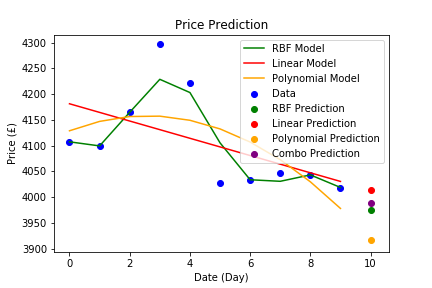 Price Prediction
4300
4250
4200
4150
4100
4050
4000
3950
3900
Price (£)
RBF Model
Linear Model
Polynomial Model
Data
RBF Prediction
Linear Prediction
Polynomial Prediction
Combo Prediction
0 2 4 6 8 10
Date (Day)